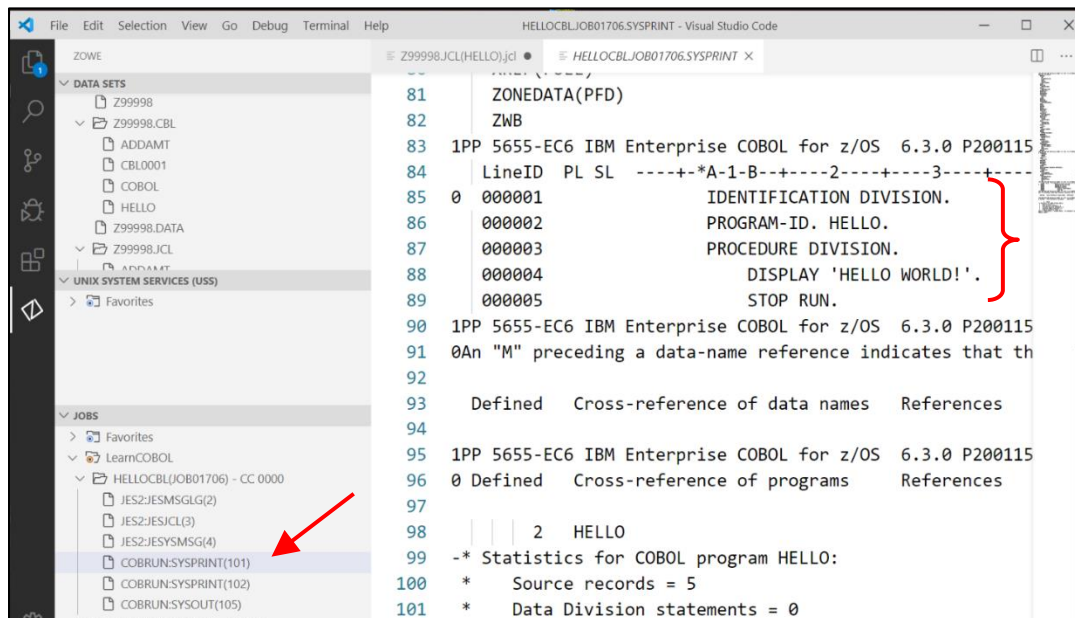 File Edit Selection View Go Debug Terminal Help HELLOCBL.JOB01706.SYSPRINT - Visual Studio Code
ZOWE
DATA SETS
Z99998
Z99998.CBL
ADDAMT
CBL0001
COBOL
HELLO
Z99998.DATA
Z99998.JCL
ADDAMT
UNIX SYSTEM SERVICES (USS)
Favorites
JOBS
Favorites
LearnCOBOL
HELLOCBL(JOB01706) - CC 0000
JES2:JESMSGLG(2)
JES2:JESJCL(3)
JES2:JESYSMSG(4)
COBRUN:SYSPRINT(101)
COBRUN:SYSPRINT(102)
COBRUN:SYSOUT(105)
1
Z99998.JCL(HELLO).jcl ● HELLOCBL.JOB01706.SYSPRINT ×
81 ZONEDATA(PFD)
82 ZWB
83 1PP 5655-EC6 IBM Enterprise COBOL for z/OS 6.3.0 P200115
84 LineID PL SL ----+-*A-1-B--+----2----+----3----+----
85 0 000001 IDENTIFICATION DIVISION.
86 000002 PROGRAM-ID. HELLO.
87 000003 PROCEDURE DIVISION.
88 000004 DISPLAY 'HELLO WORLD!'.
89 000005 STOP RUN.
90 1PP 5655-EC6 IBM Enterprise COBOL for z/OS 6.3.0 P200115
91 0An "M" preceding a data-name reference indicates that th
92
93 Defined Cross-reference of data names References
94
95 1PP 5655-EC6 IBM Enterprise COBOL for z/OS 6.3.0 P200115
96 0 Defined Cross-reference of programs References
97
98 2 HELLO
99 -* Statistics for COBOL program HELLO:
100 * Source records = 5
101 * Data Division statements = 0